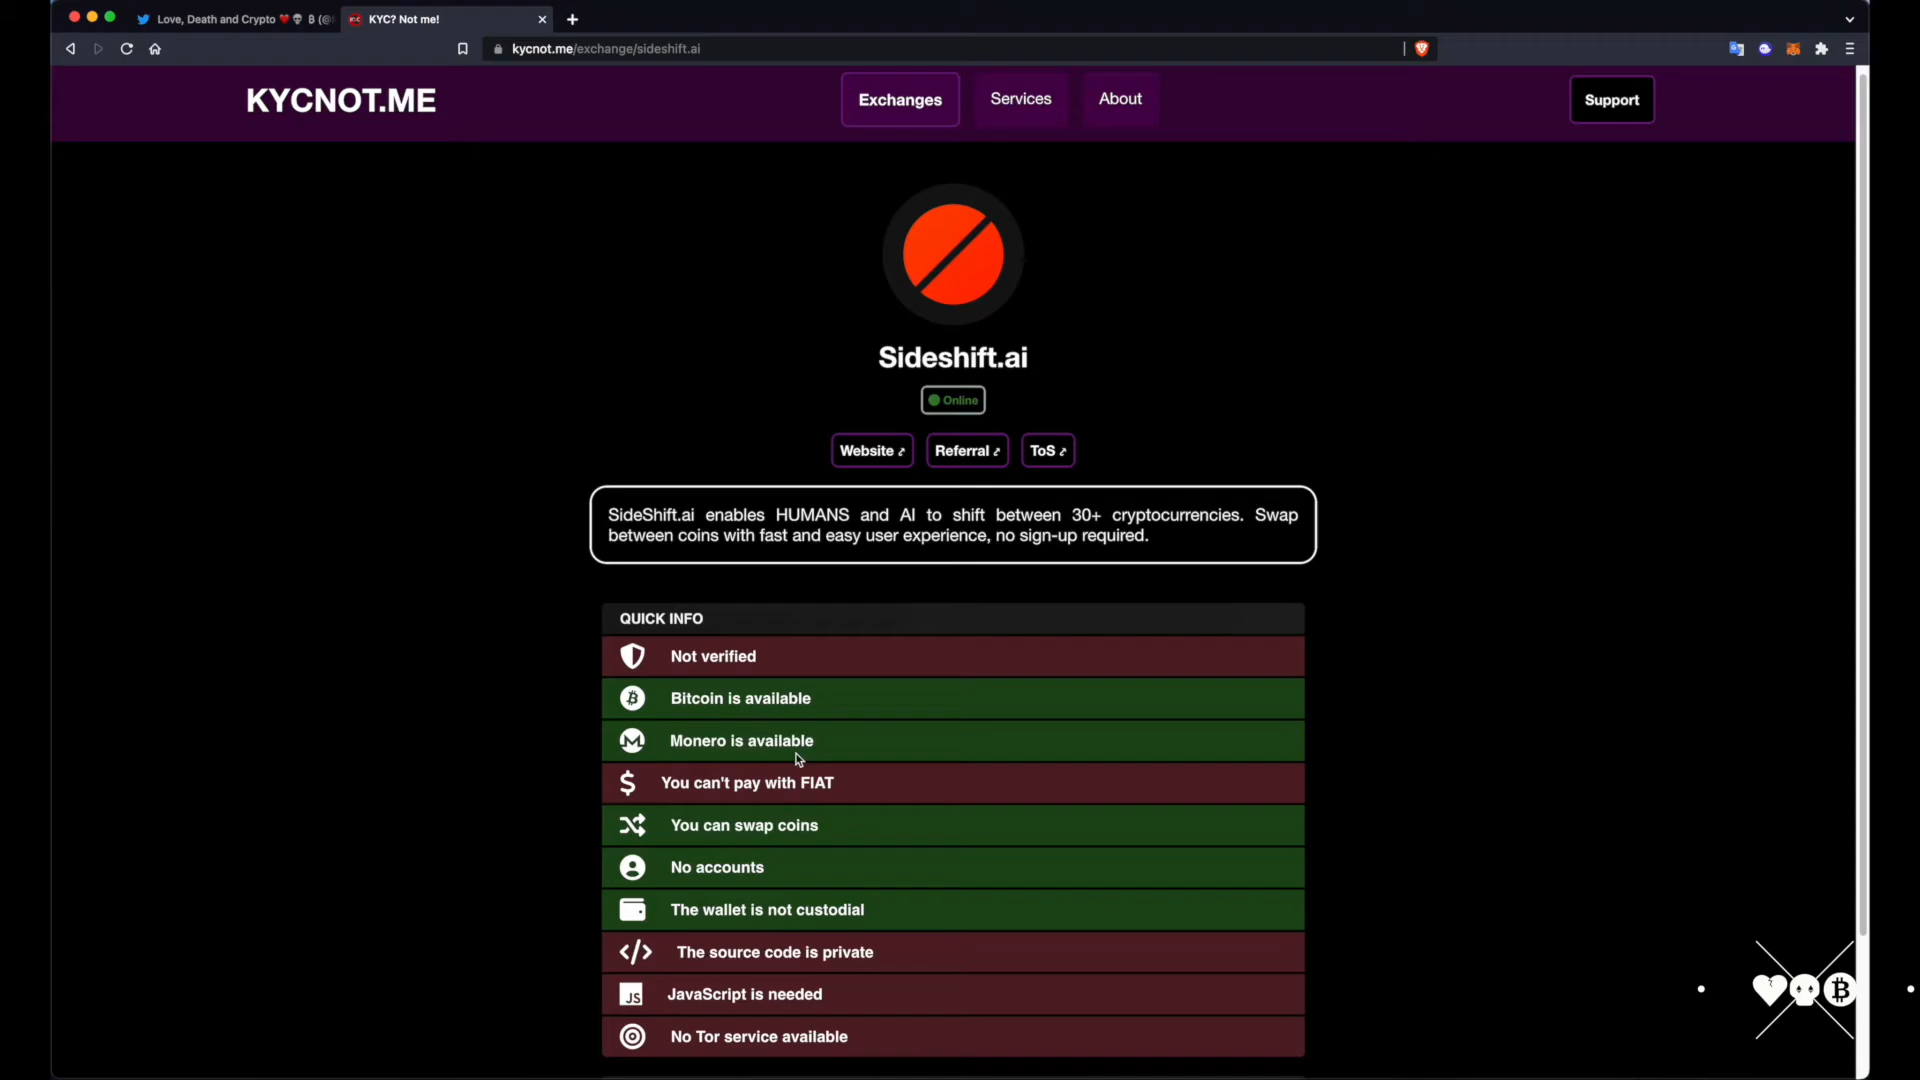 Love, Death and Crypto ❤️💀 ₿ (@
KYC? Not me!
kycnot.me/exchange/sideshift.ai
KYCNOT.ME
Exchanges
Services
About
Support
Sideshift.ai
Online
Website
Referral
ToS
SideShift.ai enables HUMANS and AI to shift between 30+ cryptocurrencies. Swap
between coins with fast and easy user experience, no sign-up required.
QUICK INFO
Not verified
Bitcoin is available
Monero is available
You can't pay with FIAT
You can swap coins
No accounts
The wallet is not custodial
The source code is private
JS
JavaScript is needed
No Tor service available